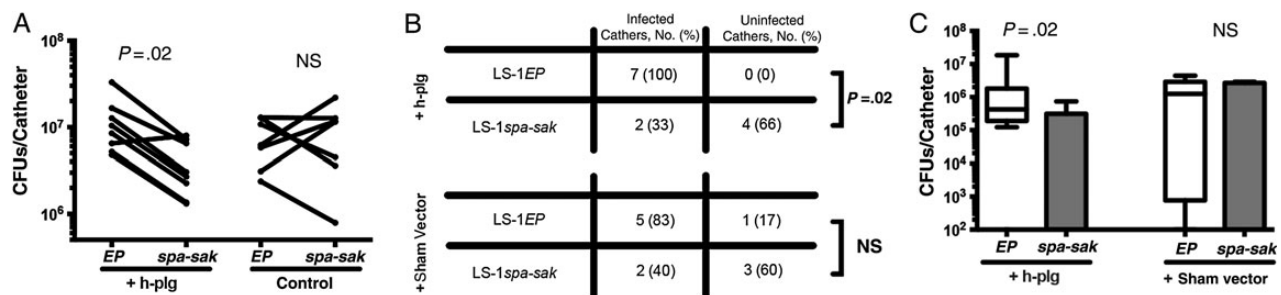 A
10⁸
10⁷
10⁶
CFUs/Catheter
P = .02
NS
EP spa-sak EP spa-sak
+ h-plg Control
B
Infected Cathers, No. (%)
Uninfected Cathers, No. (%)
+ h-plg
LS-1EP 7 (100) 0 (0)
LS-1spa-sak 2 (33) 4 (66)
P = .02
+Sham Vector
LS-1EP 5 (83) 1 (17)
LS-1spa-sak 2 (40) 3 (60)
NS
C
P = .02
NS
10⁸
10⁷
10⁶
10⁵
10⁴
10³
10²
CFUs/Catheter
EP spa-sak EP spa-sak
+ h-plg + Sham vector